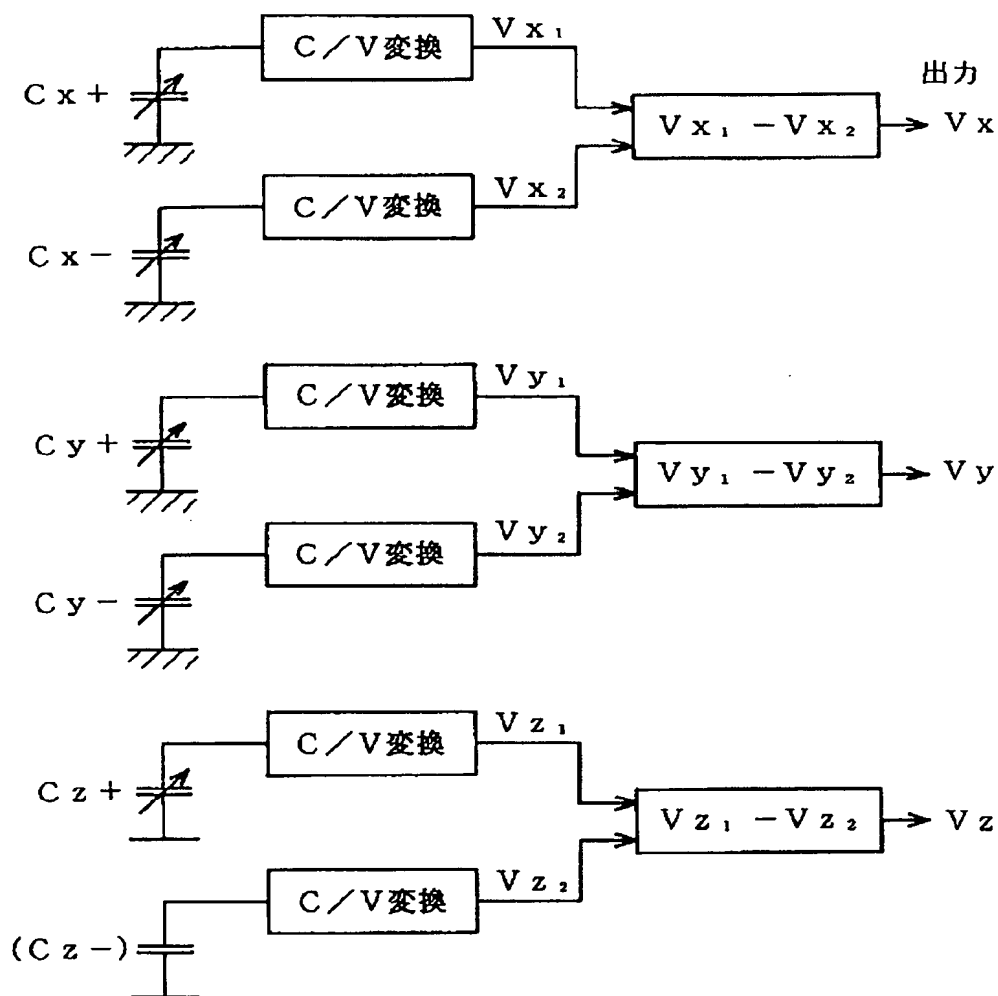 Cx+
C／V変換
Vx₁
Cx−
C／V変換
Vx₂
Vx₁ −Vx₂
出力
Vx
Cy+
C／V変換
Vy₁
Cy−
C／V変換
Vy₂
Vy₁ −Vy₂
Vy
Cz+
C／V変換
Vz₁
(Cz−)
C／V変換
Vz₂
Vz₁ −Vz₂
Vz